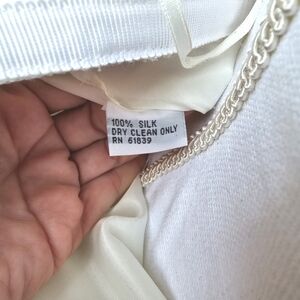 100% SILK
DRY CLEAN ONLY
RN 61839